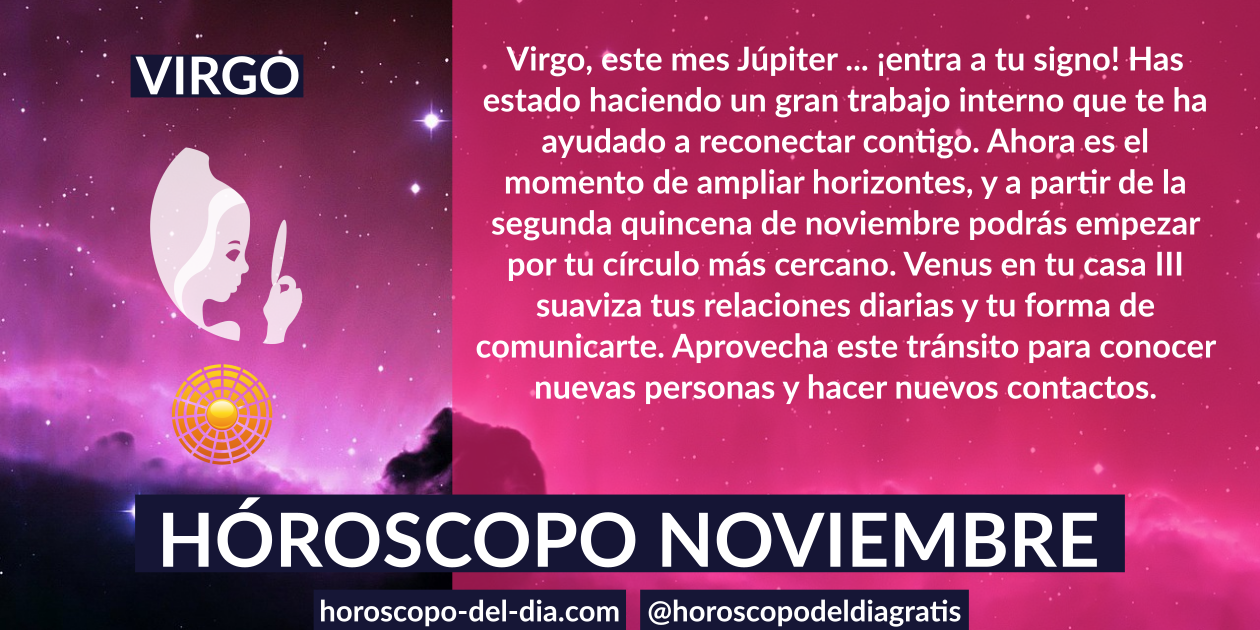 VIRGO
Virgo, este mes Júpiter ... ¡entra a tu signo! Has
estado haciendo un gran trabajo interno que te ha
ayudado a reconectar contigo. Ahora es el
momento de ampliar horizontes, y a partir de la
segunda quincena de noviembre podrás empezar
por tu círculo más cercano. Venus en tu casa III
suaviza tus relaciones diarias y tu forma de
comunicarte. Aprovecha este tránsito para conocer
nuevas personas y hacer nuevos contactos.
HÓROSCOPO NOVIEMBRE
horoscopo-del-dia.com
@horoscopodeldiagratis